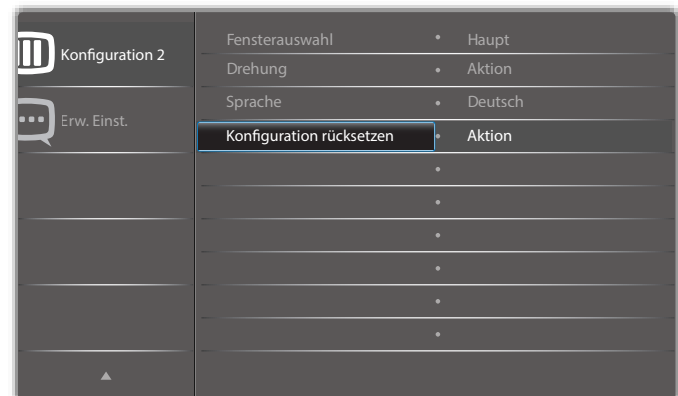 Konfiguration 2
Erw. Einst.
Fensterauswahl • Haupt
Drehung • Aktion
Sprache • Deutsch
Konfiguration rücksetzen • Aktion